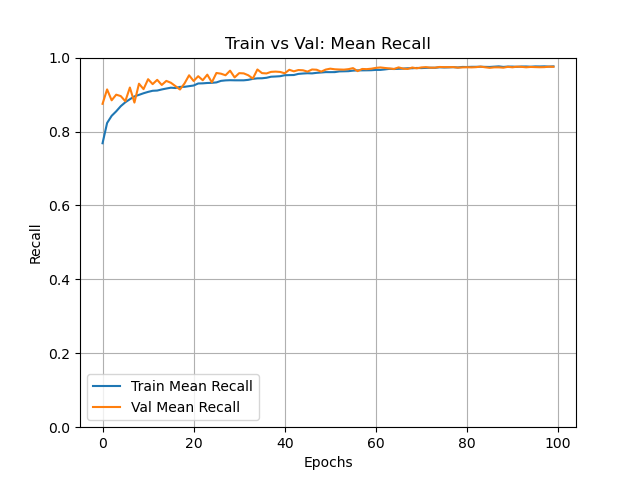 Train vs Val: Mean Recall
1.0
0.8
0.6
0.4
0.2
0.0
Recall
Train Mean Recall
Val Mean Recall
0 20 40 60 80 100
Epochs